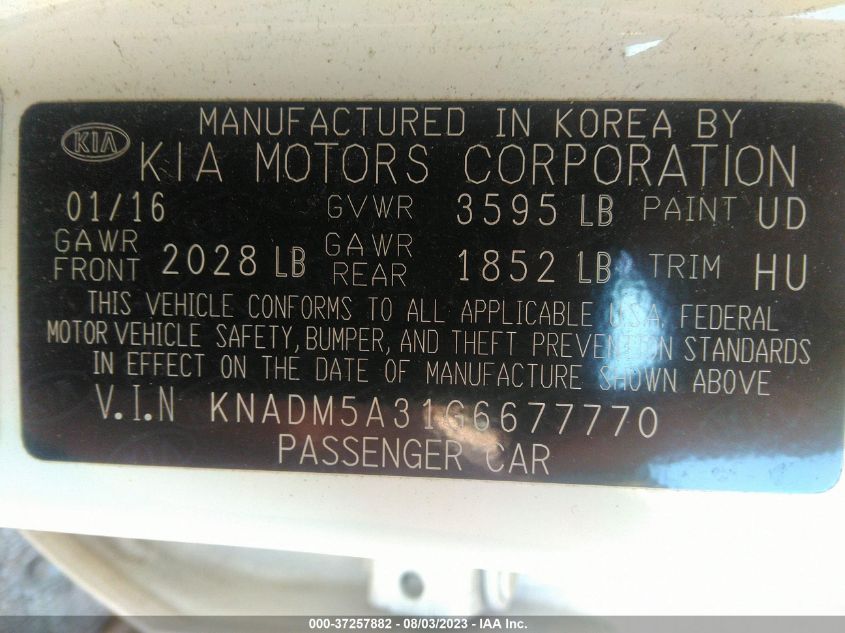 MANUFACTURED IN KOREA BY
KIA KIA MOTORS CORPORATION
01/16 GVWR 3595 LB PAINT UD
GAWR FRONT 2028 LB GAWR REAR 1852 LB TRIM HU
THIS VEHICLE CONFORMS TO ALL APPLICABLE U.S.A. FEDERAL
MOTOR VEHICLE SAFETY, BUMPER, AND THEFT PREVENTION STANDARDS
IN EFFECT ON THE DATE OF MANUFACTURE SHOWN ABOVE
V.I.N KNADM5A31G6677770
PASSENGER CAR
000-37257882 - 08/03/2023 - IAA Inc.